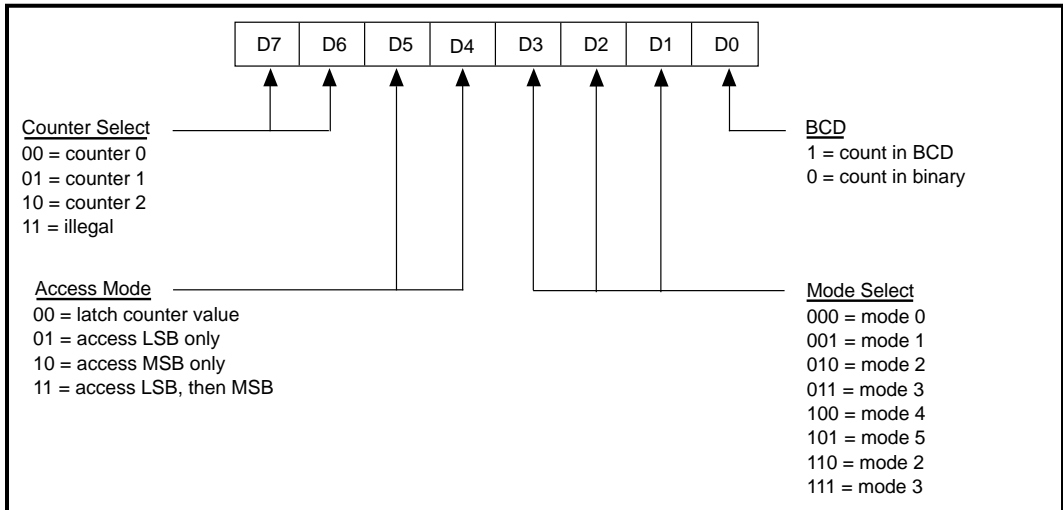 D7 D6 D5 D4 D3 D2 D1 D0
Counter Select
00 = counter 0
01 = counter 1
10 = counter 2
11 = illegal
BCD
1 = count in BCD
0 = count in binary
Access Mode
00 = latch counter value
01 = access LSB only
10 = access MSB only
11 = access LSB, then MSB
Mode Select
000 = mode 0
001 = mode 1
010 = mode 2
011 = mode 3
100 = mode 4
101 = mode 5
110 = mode 2
111 = mode 3